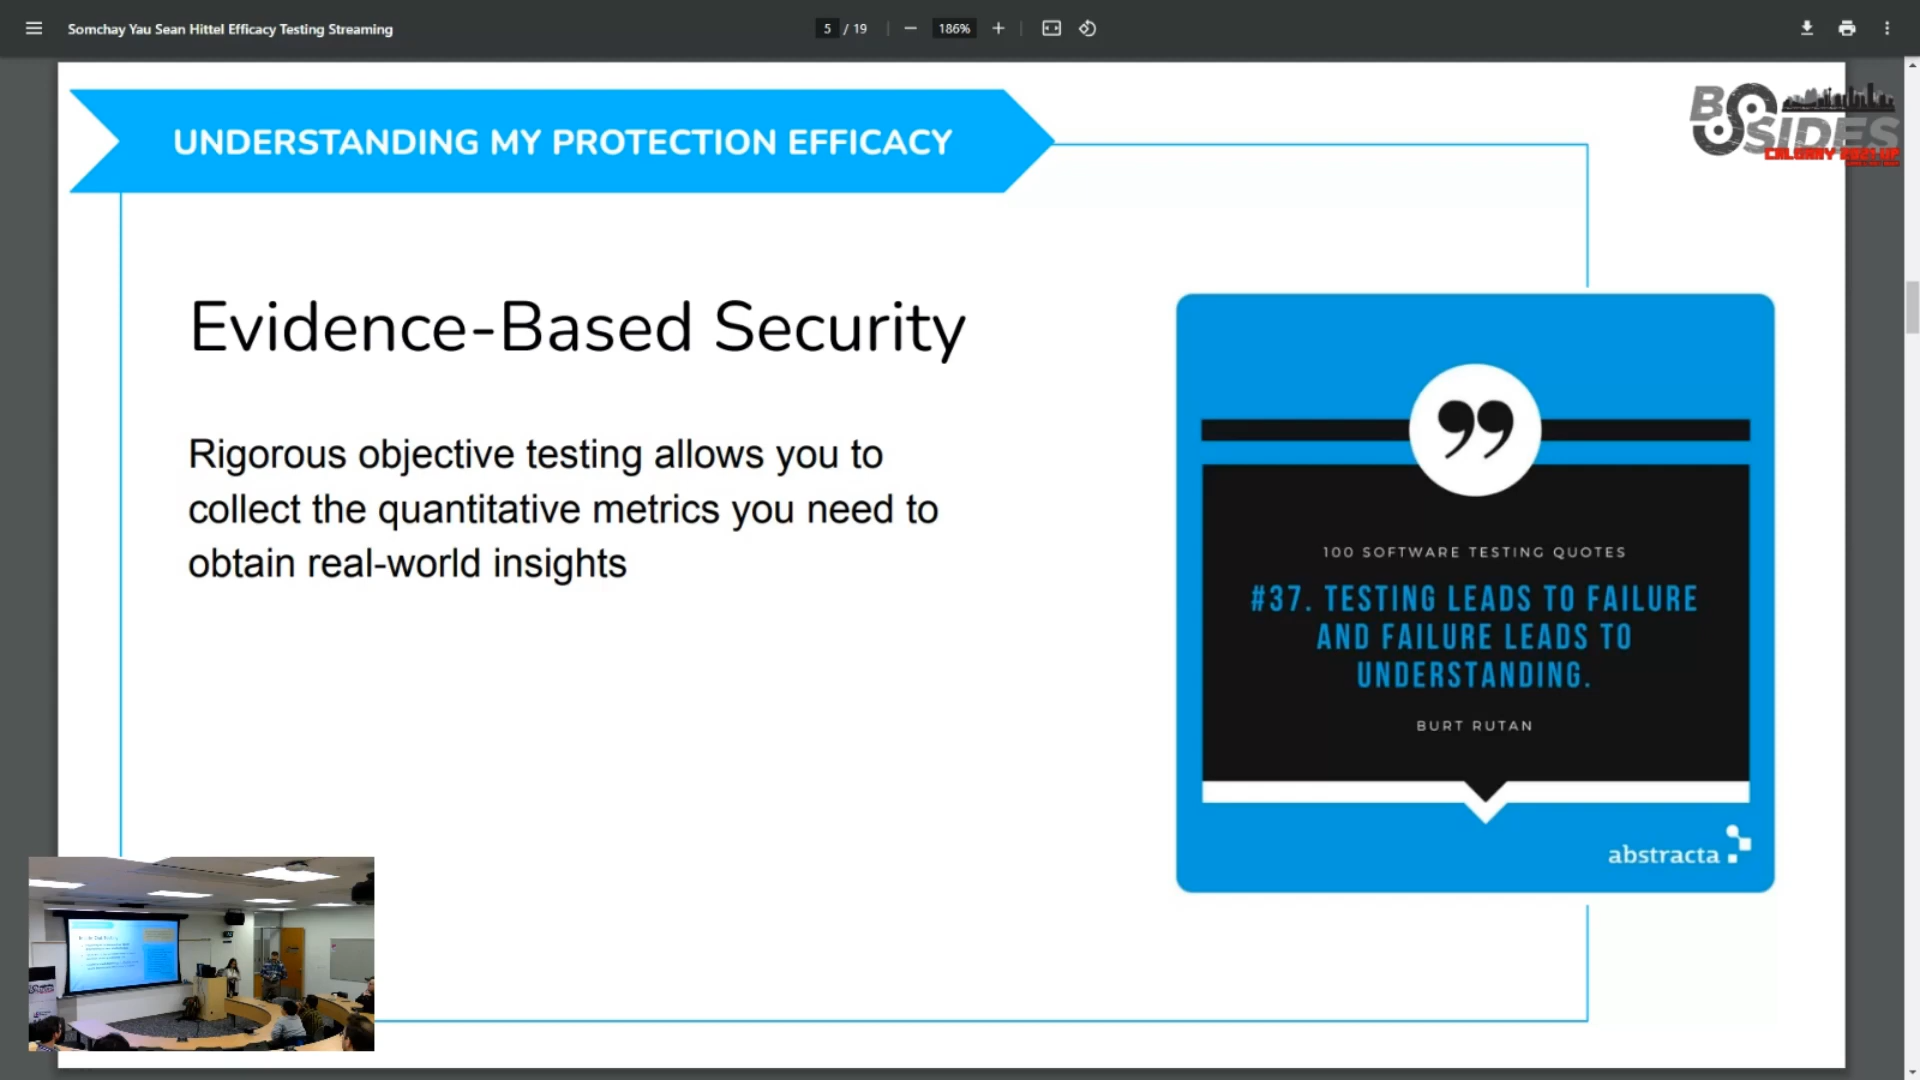 Somchay Yau Sean Hittel Efficacy Testing Streaming
5 / 19
186%
BSIDES
UNDERSTANDING MY PROTECTION EFFICACY
Evidence-Based Security
Rigorous objective testing allows you to
collect the quantitative metrics you need to
obtain real-world insights
100 SOFTWARE TESTING QUOTES
#37. TESTING LEADS TO FAILURE
AND FAILURE LEADS TO
UNDERSTANDING.
BURT RUTAN
abstracta